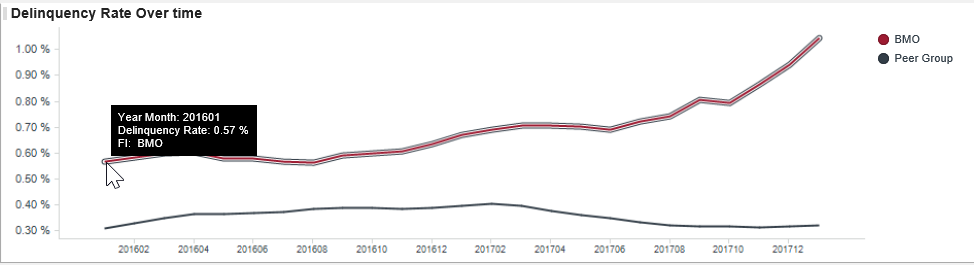 Delinquency Rate Over time
BMO
Peer Group
1.00 %
0.90 %
0.80 %
0.70 %
0.60 %
0.50 %
0.40 %
0.30 %
Year Month: 201601
Delinquency Rate: 0.57 %
FI: BMO
201602 201604 201606 201608 201610 201612 201702 201704 201706 201708 201710 201712